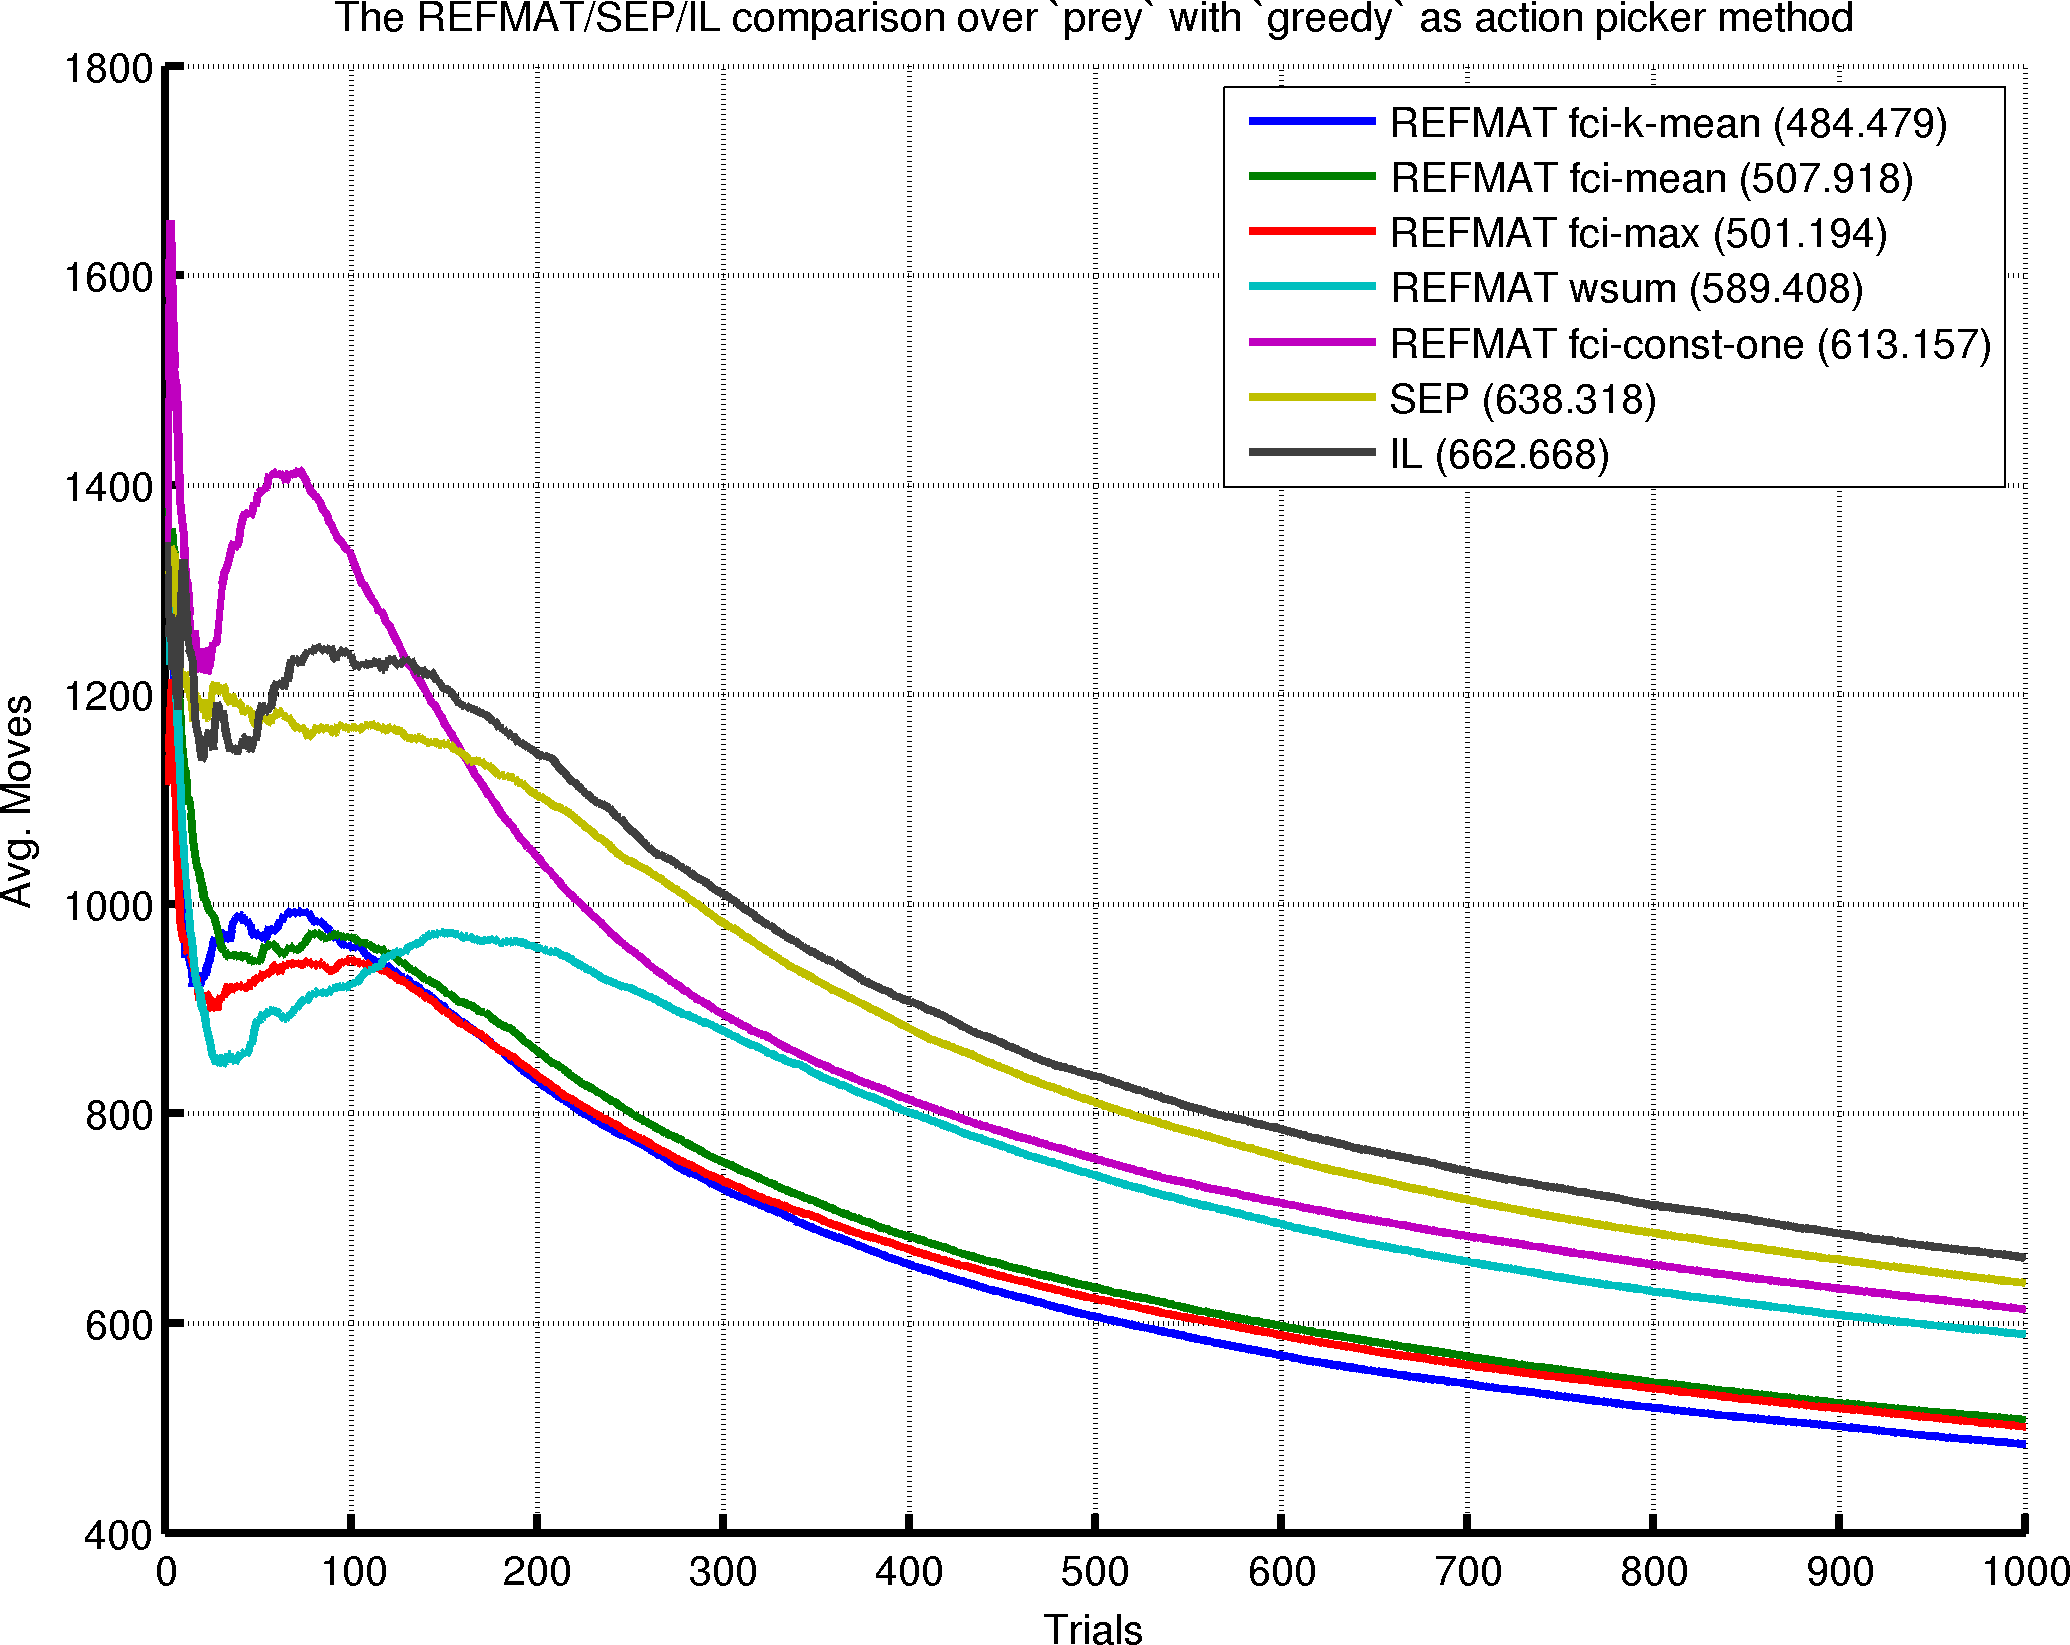 The REFMAT/SEP/IL comparison over `prey` with `greedy` as action picker method
1800
1600
1400
1200
1000
800
600
400
Avg. Moves
REFMAT fci-k-mean (484.479)
REFMAT fci-mean (507.918)
REFMAT fci-max (501.194)
REFMAT wsum (589.408)
REFMAT fci-const-one (613.157)
SEP (638.318)
IL (662.668)
0 100 200 300 400 500 600 700 800 900 1000
Trials